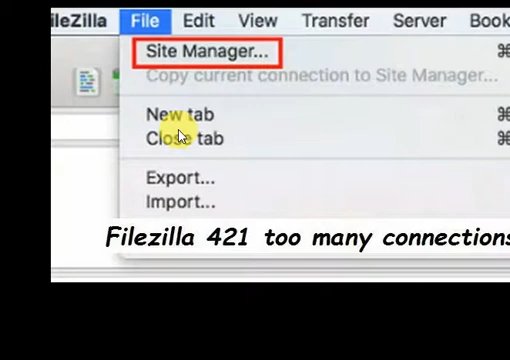 ileZilla File Edit View Transfer Server Book
Site Manager...
Copy current connection to Site Manager...
New tab
Close tab
Export...
Import...
Filezilla 421 too many connections